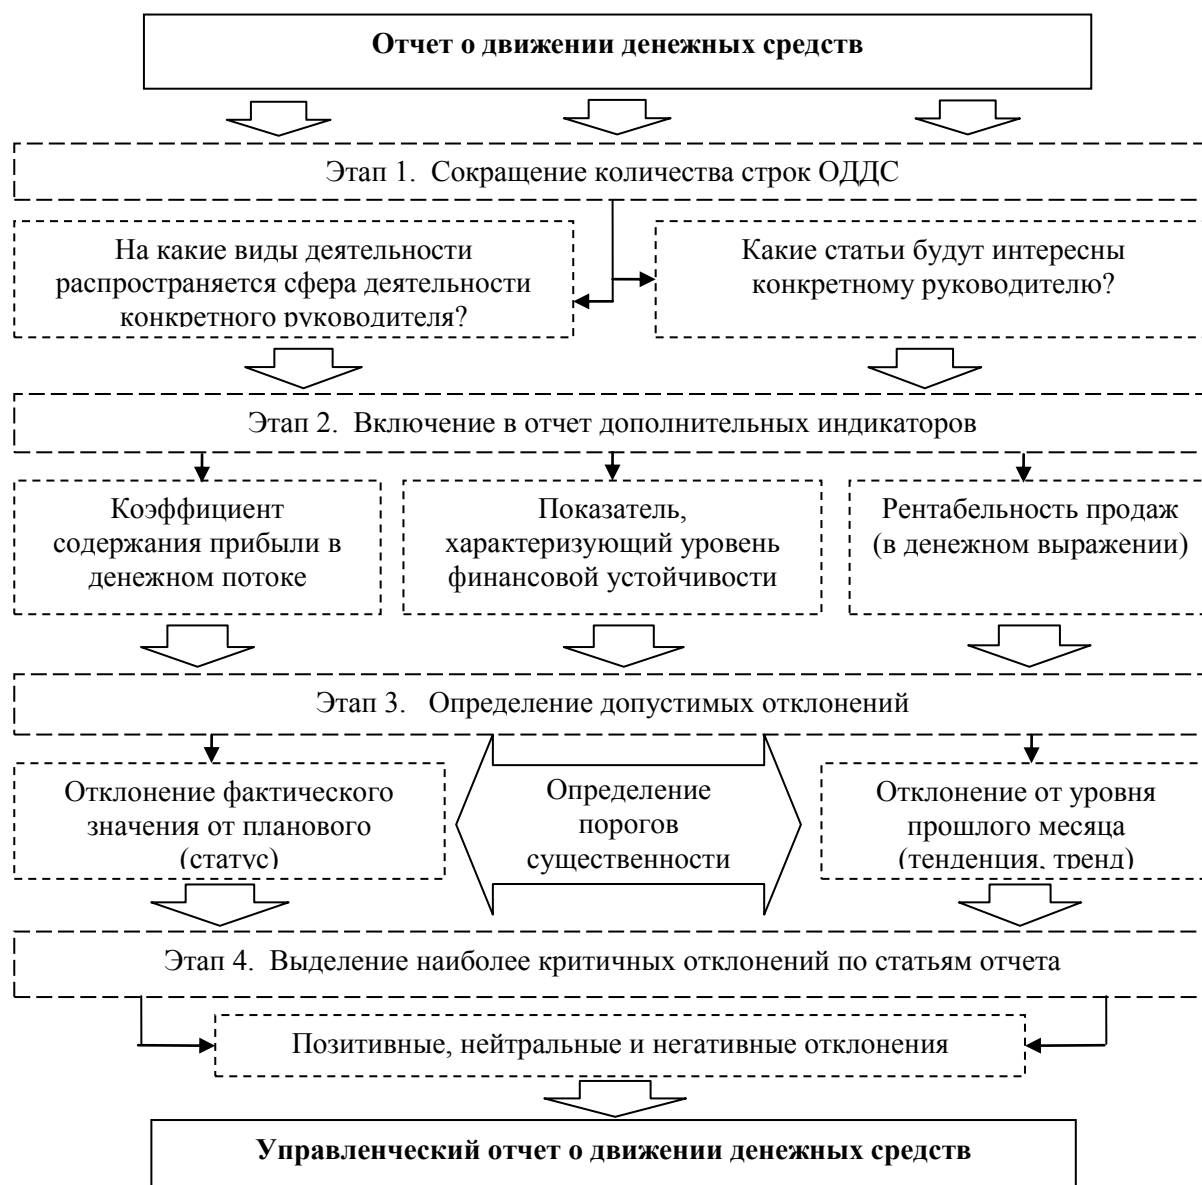 Отчет о движении денежных средств
Этап 1. Сокращение количества строк ОДДС
На какие виды деятельности
распространяется сфера деятельности
конкретного руководителя?
Какие статьи будут интересны
конкретному руководителю?
Этап 2. Включение в отчет дополнительных индикаторов
Коэффициент
содержания прибыли в
денежном потоке
Показатель,
характеризующий уровень
финансовой устойчивости
Рентабельность продаж
(в денежном выражении)
Этап 3. Определение допустимых отклонений
Отклонение фактического
значения от планового
(статус)
Определение
порогов
существенности
Отклонение от уровня
прошлого месяца
(тенденция, тренд)
Этап 4. Выделение наиболее критичных отклонений по статьям отчета
Позитивные, нейтральные и негативные отклонения
Управленческий отчет о движении денежных средств